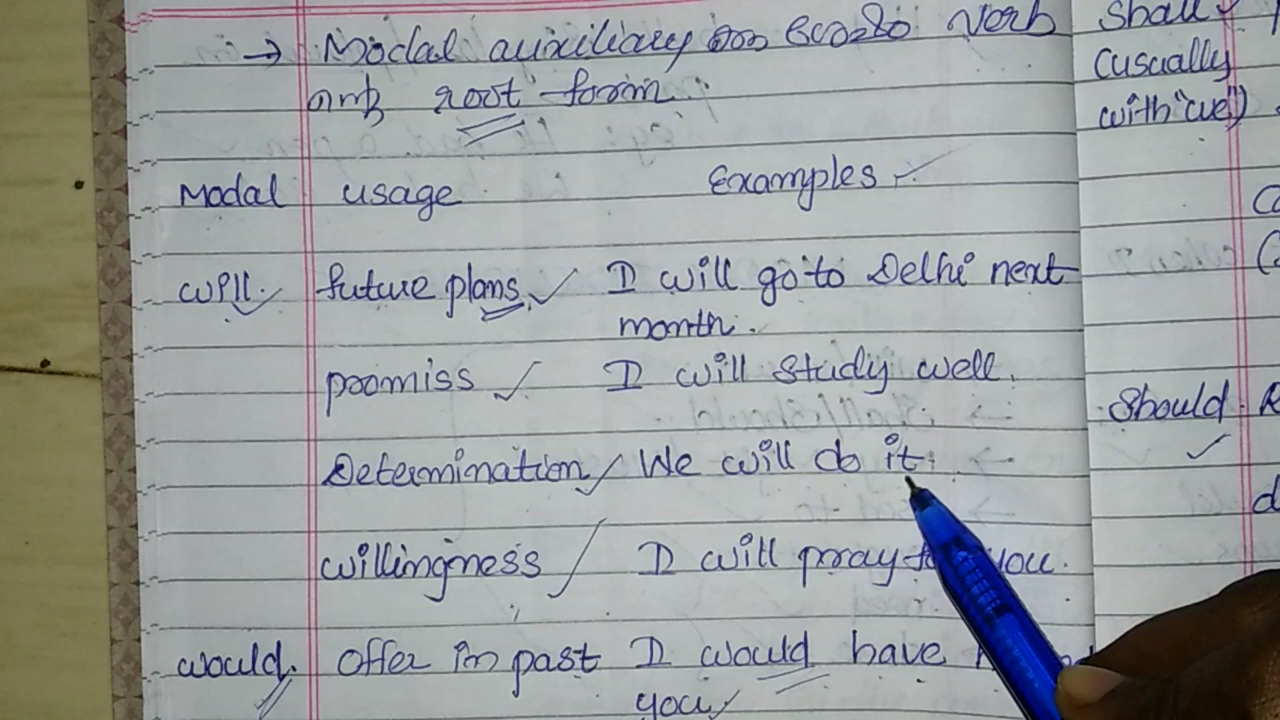 → Modal auxiliary verb
root form.
Modal usage Examples
will. future plans I will go to Delhi next
month.
promiss I will study well.
Determination We will do it.
willingness I will pray you.
would. offer in past I would have
you
Shall
(usually
with "we")
Should.